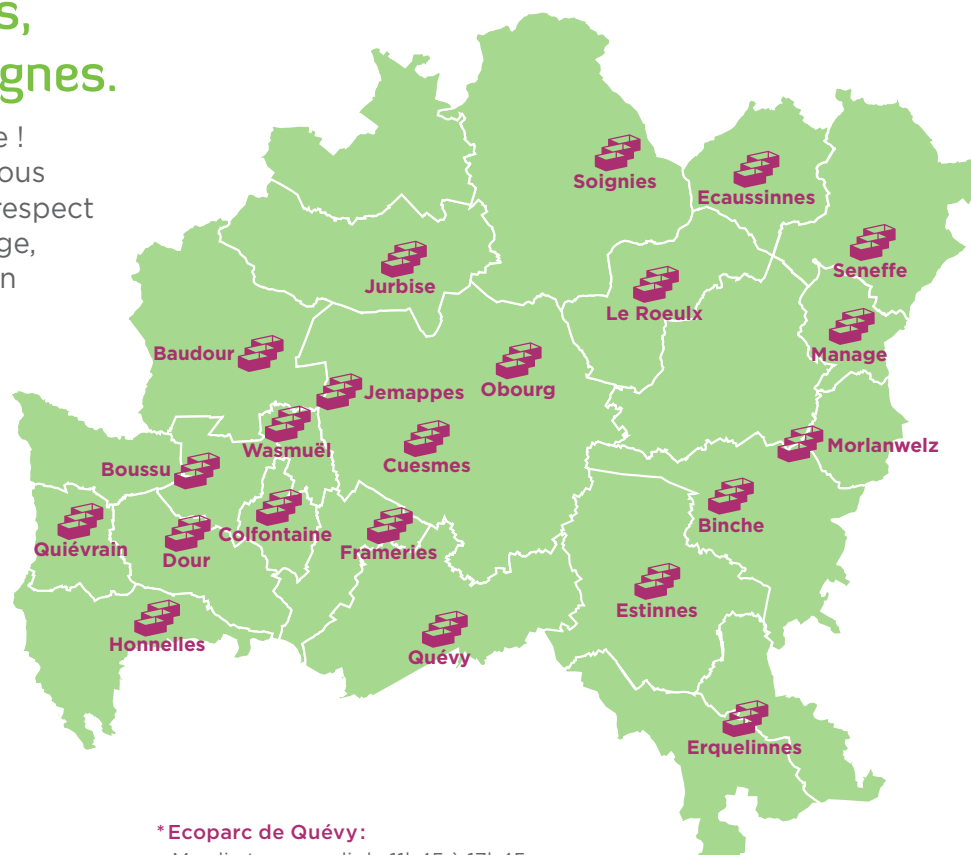 s,
gnes.
e !
ous
respect
ge,
n
Soignies
Ecaussinnes
Seneffe
Jurbise
Le Roeulx
Manage
Baudour
Jemappes
Obourg
Wasmuël
Cuesmes
Morlanwelz
Boussu
Binche
Quiévrain
Dour
Colfontaine
Frameries
Estinnes
Honnelles
Quévy
Erquelinnes
*Ecoparc de Quévy: